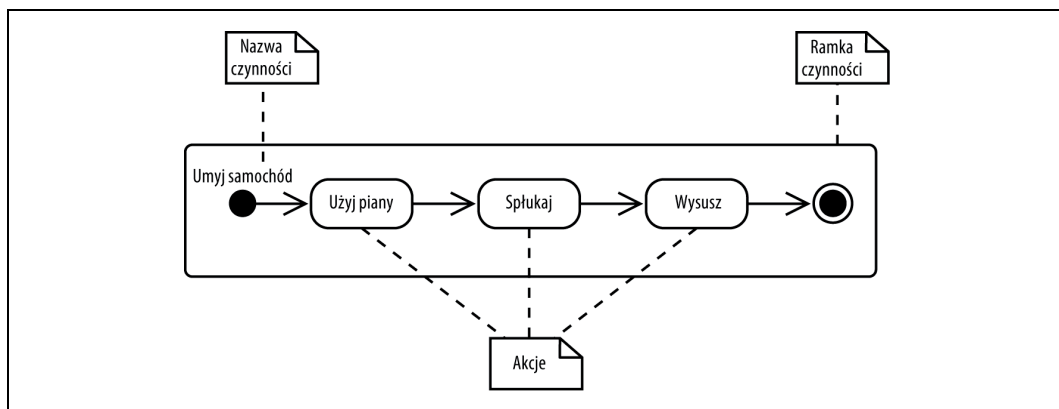 Nazwa
czynności
Ramka
czynności
Umyj samochód
Użyj piany
Spłukaj
Wysusz
Akcje